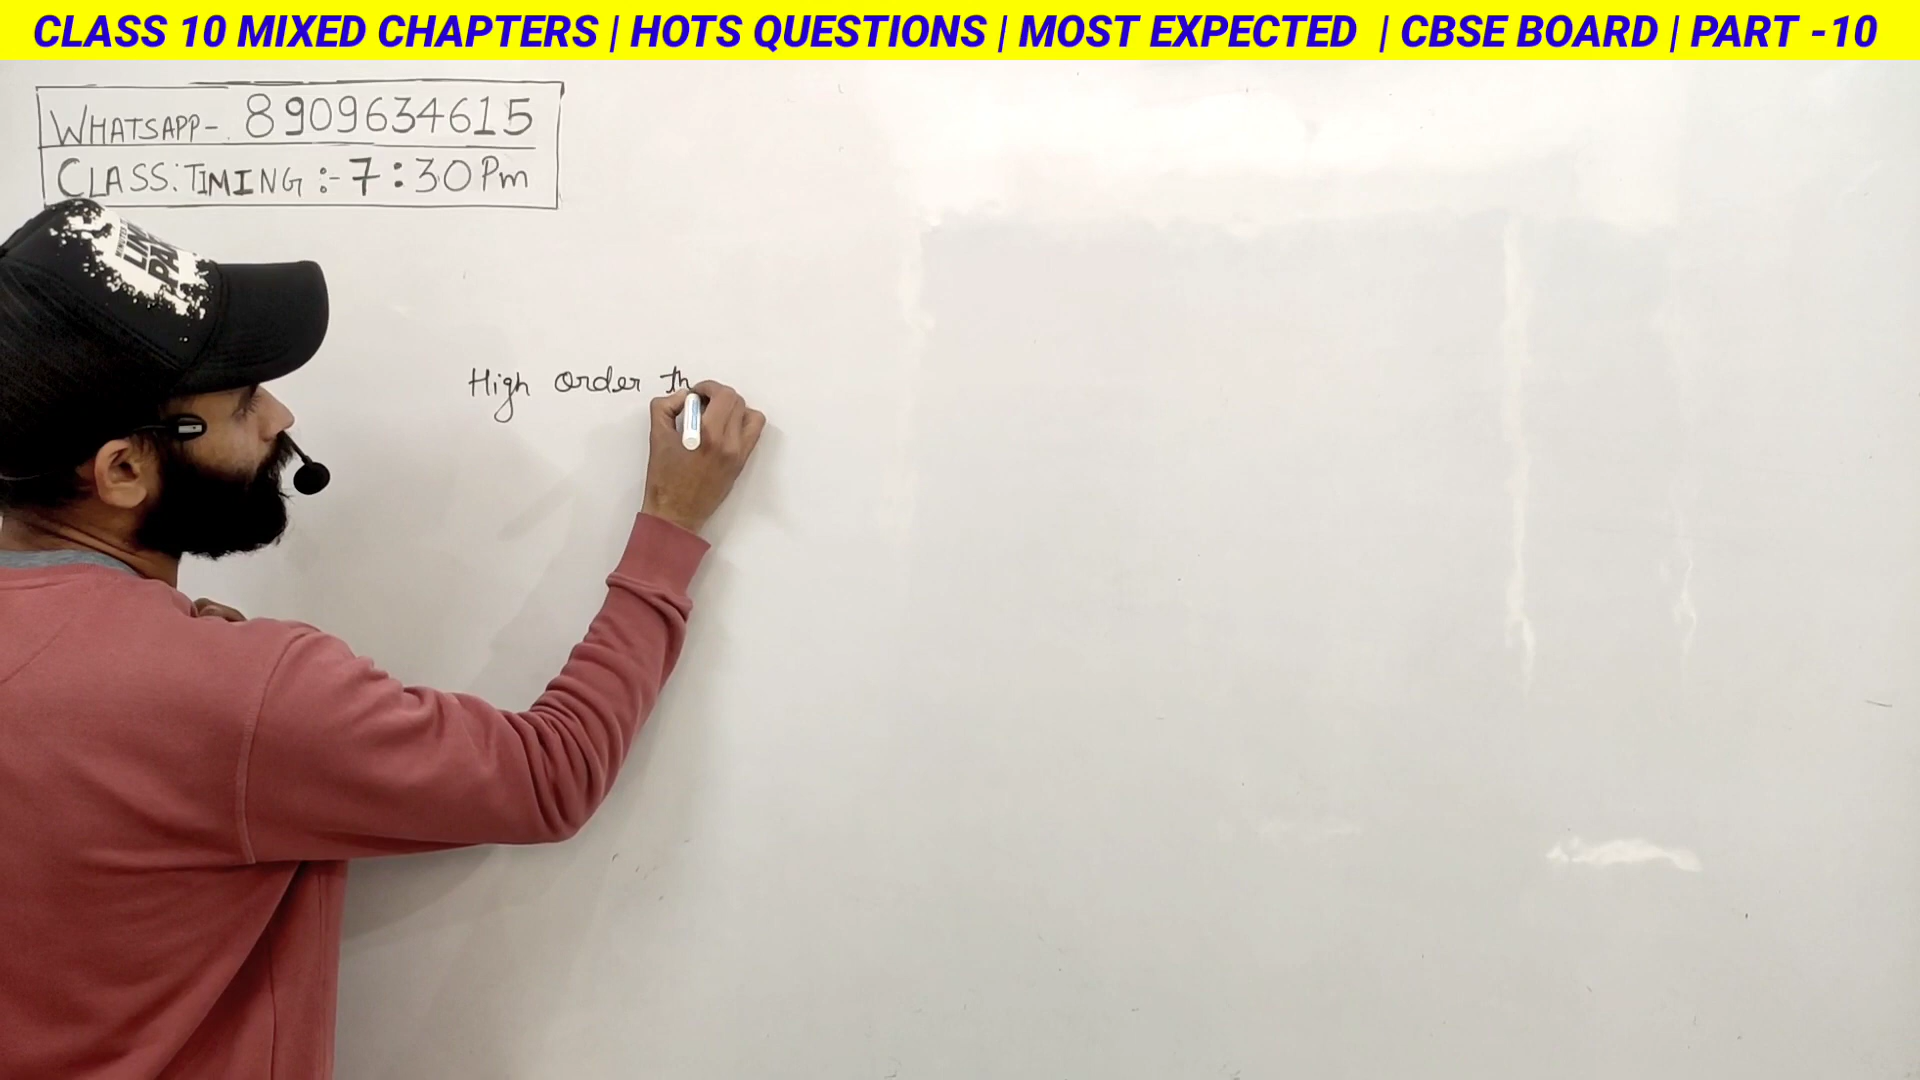 CLASS 10 MIXED CHAPTERS | HOTS QUESTIONS | MOST EXPECTED | CBSE BOARD | PART -10
WHATSAPP- 8909634615
CLASS:TIMING :- 7:30 Pm
High order th